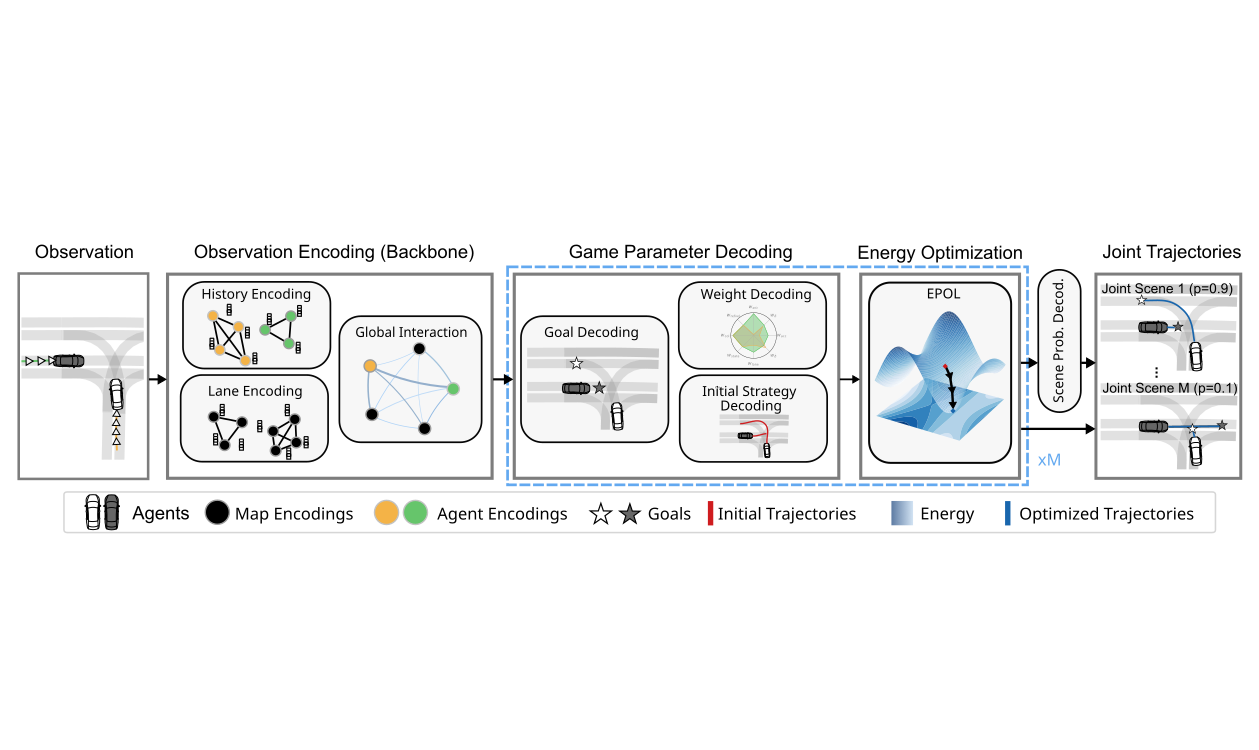 Observation
Observation Encoding (Backbone)
Game Parameter Decoding
Energy Optimization
Joint Trajectories
History Encoding
Lane Encoding
Global Interaction
Goal Decoding
Weight Decoding
Initial Strategy
Decoding
EPOL
Scene Prob. Decod.
xM
Joint Scene 1 (p=0.9)
Joint Scene M (p=0.1)
Agents
Map Encodings
Agent Encodings
Goals
Initial Trajectories
Energy
Optimized Trajectories